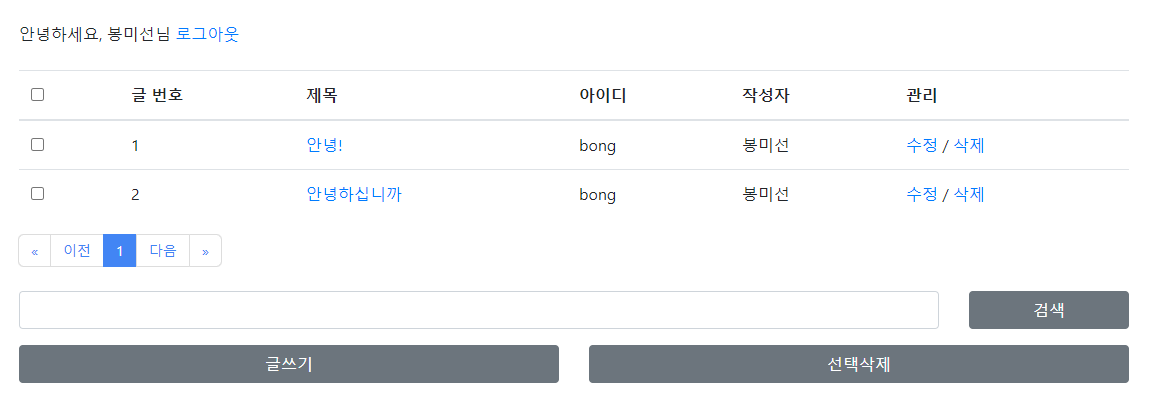 안녕하세요, 봉미선님 로그아웃
글 번호 제목 아이디 작성자 관리
1 안녕! bong 봉미선 수정 / 삭제
2 안녕하십니까 bong 봉미선 수정 / 삭제
« 이전 1 다음 »
검색
글쓰기 선택삭제